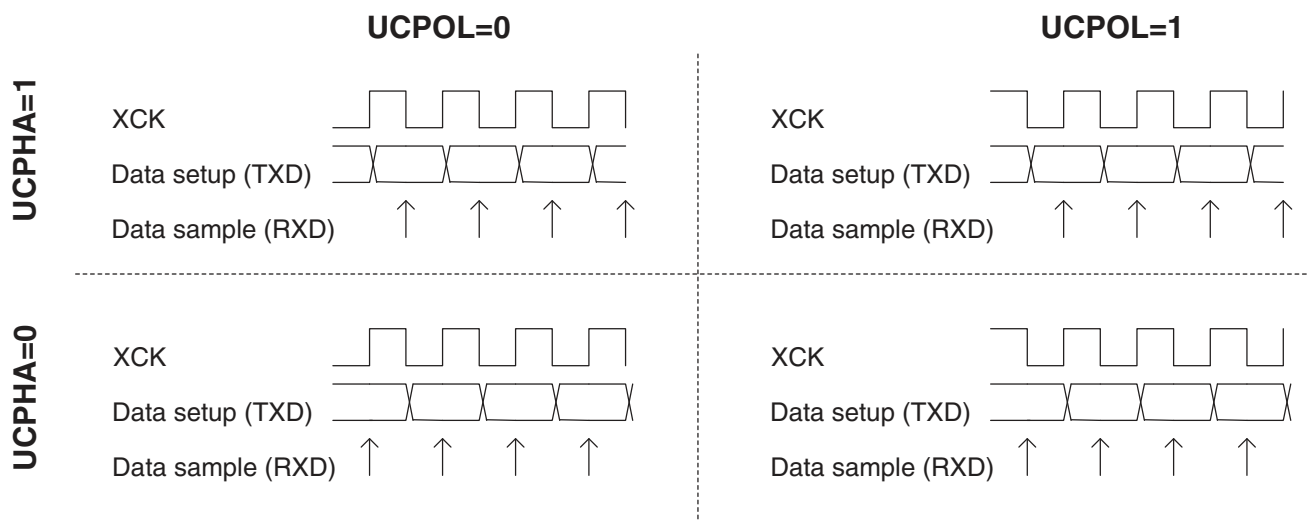 UCPOL=0
UCPOL=1
UCPHA=1
XCK
Data setup (TXD)
Data sample (RXD)
XCK
Data setup (TXD)
Data sample (RXD)
UCPHA=0
XCK
Data setup (TXD)
Data sample (RXD)
XCK
Data setup (TXD)
Data sample (RXD)